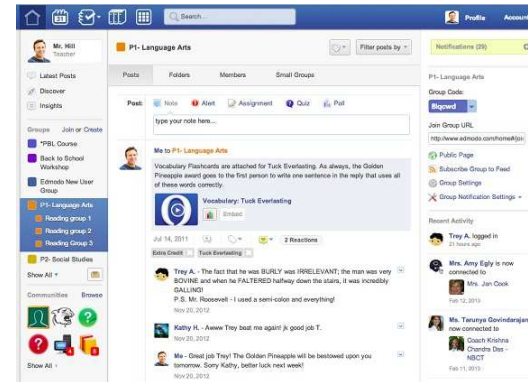 Search...
Profile
Account
Mr. Hill
Teacher
Latest Posts
Discover
Insights
Groups Join or Create
*PBL Course
Back to School
Workshop
Edmodo New User
Group
P1- Language Arts
Reading group 1
Reading group 2
Reading Group 3
P2- Social Studies
Show All
Communities Browse
Show All
P1- Language Arts
Filter posts by
Posts Folders Members Small Groups
Post: Note Alert Assignment Quiz Poll
type your note here...
Me to P1- Language Arts
Vocabulary Flashcards are attached for Tuck Everlasting. As always, the Golden
Pineapple award goes to the first person to write one sentence in the reply that uses all
of these words correctly.
Vocabulary: Tuck Everlasting
Embed
Jul 14, 2011
2 Reactions
Extra Credit Tuck Everlasting
Trey A. - The fact that he was BURLY was IRRELEVANT; the man was very
BOVINE and when he FALTERED halfway down the stairs, it was incredibly
GALLING!
P.S. Mr. Roosevelt - I used a semi-colon and everything!
Nov 20, 2012
Kathy H. - Awww Trey beat me again! jk good job T.
Nov 20, 2012
Me - Great job Trey! The Golden Pineapple will be bestowed upon you
tomorrow. Sorry Kathy, better luck next week!
Nov 20, 2012
Notifications (29)
P1- Language Arts
Group Code:
Join Group URL
http://www.edmodo.com/home#/joi
Public Page
Subscribe Group to Feed
Group Settings
Group Notification Settings
Recent Activity
Trey A. logged in
21 hours ago
Mrs. Amy Egly is now
connected to
Mrs. Jan Cook
Feb 12, 2013
Ms. Tarunya Govindarajan
now connected to
Coach Krishna
Chandra Das -
NBCT
Feb 11, 2013